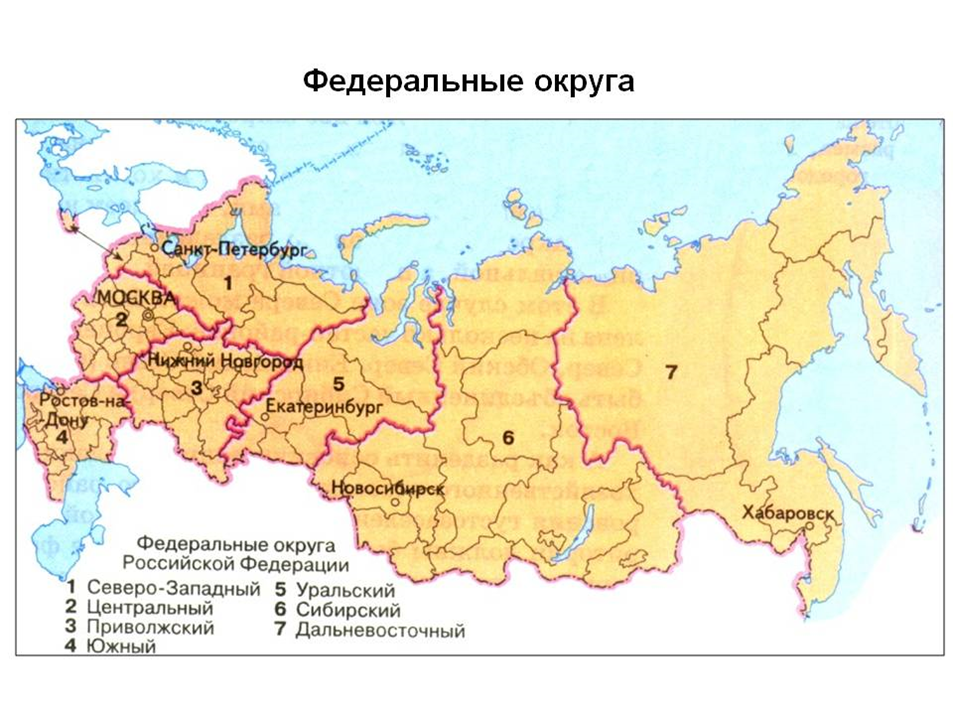 Федеральные округа
Санкт-Петербург
1
МОСКВА
2
Нижний Новгород
3
5
7
Ростов-на
Дону
4
Екатеринбург
6
Новосибирск
Хабаровск
Федеральные округа
Российской Федерации
1 Северо-Западный
2 Центральный
3 Приволжский
4 Южный
5 Уральский
6 Сибирский
7 Дальневосточный